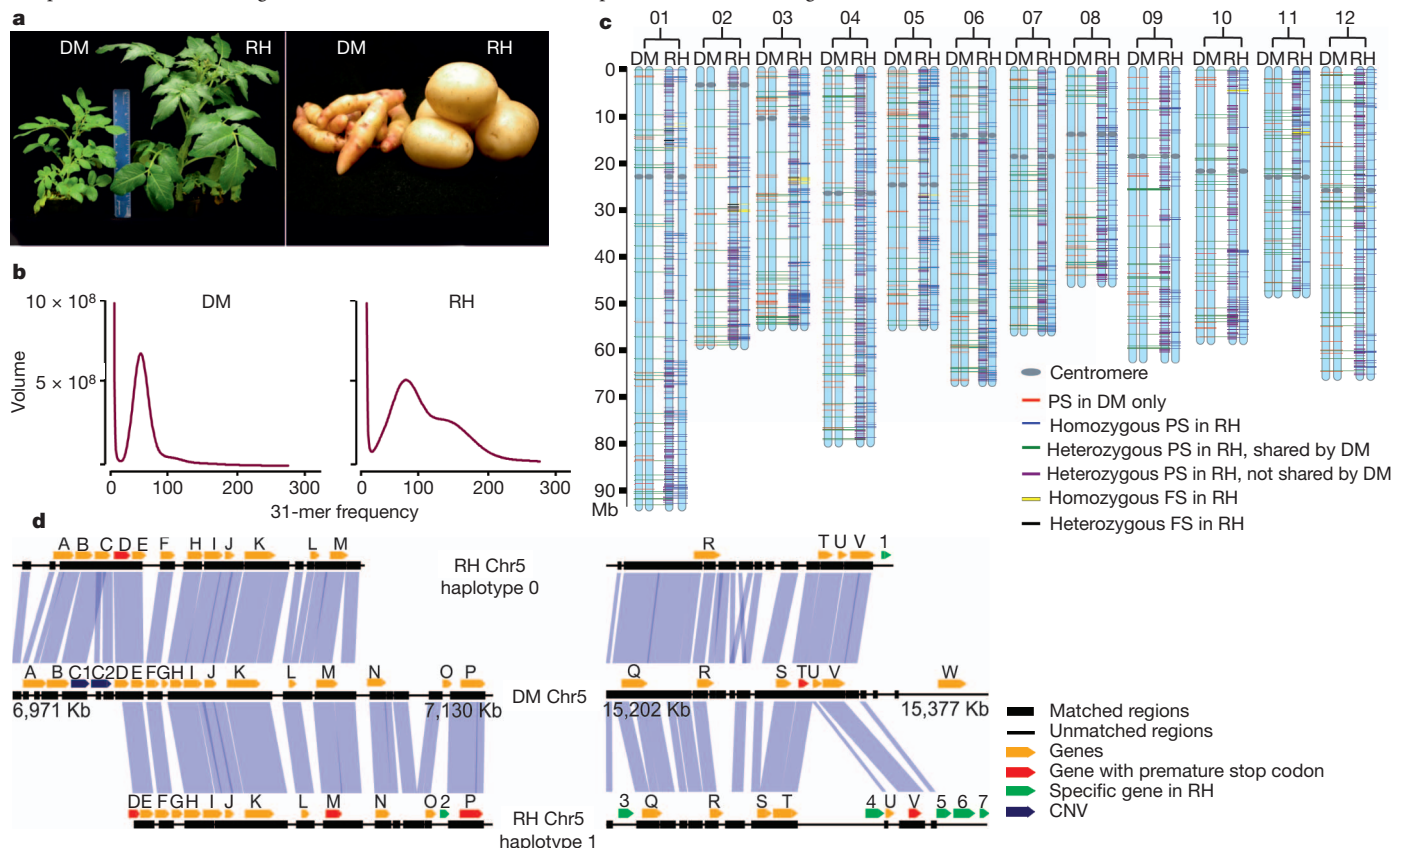 a
DM RH DM RH
b
10 × 10⁸
5 × 10⁸
Volume
DM RH
0 100 200 300 0 100 200 300
31-mer frequency
c
01 02 03 04 05 06 07 08 09 10 11 12
DM RH DM RH DM RH DM RH DM RH DM RH DM RH DM RH DM RH DM RH DM RH DM RH
0
10
20
30
40
50
60
70
80
90
Mb
Centromere
PS in DM only
Homozygous PS in RH
Heterozygous PS in RH, shared by DM
Heterozygous PS in RH, not shared by DM
Homozygous FS in RH
Heterozygous FS in RH
d
A B C D E F H I J K L M
RH Chr5
haplotype 0
R T U V 1
A B C1 C2 D E F G H I J K L M N O P
DM Chr5
Q R S T U V W
6,971 Kb 7,130 Kb 15,202 Kb 15,377 Kb
D E F G H I J K L M N O 2 P
RH Chr5
haplotype 1
3 Q R S T 4 U V 5 6 7
Matched regions
Unmatched regions
Genes
Gene with premature stop codon
Specific gene in RH
CNV